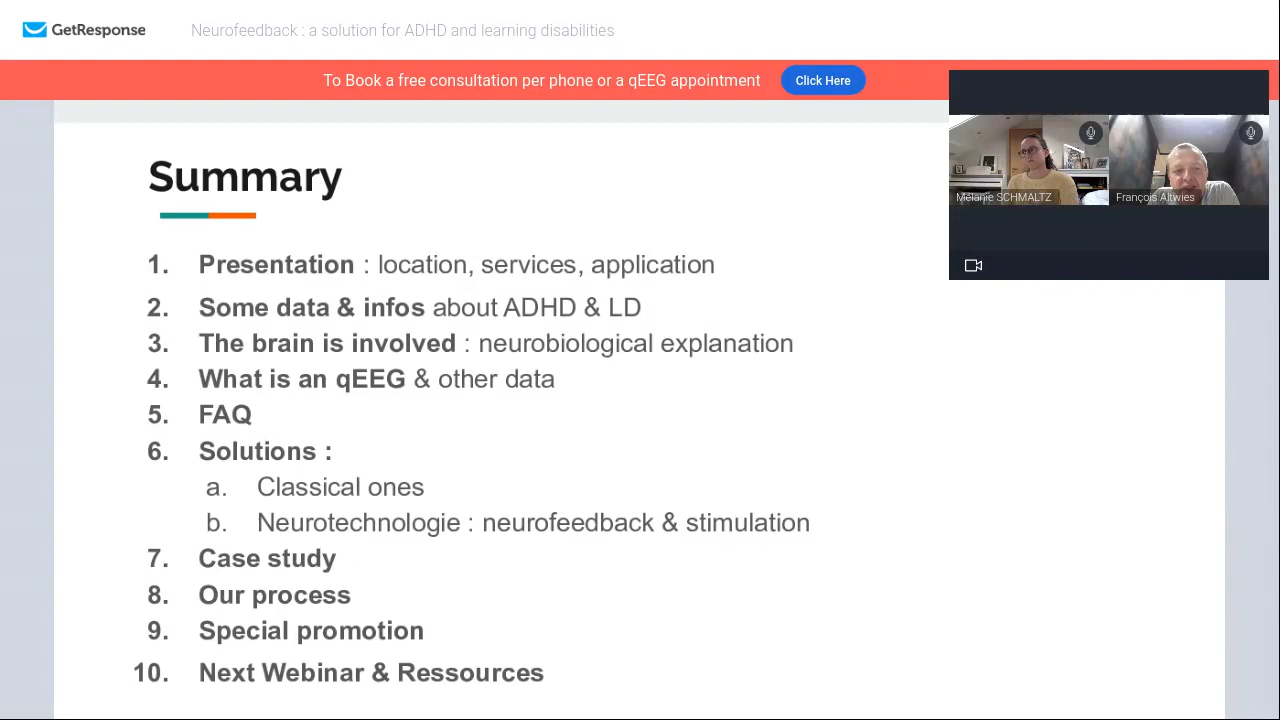 GetResponse
Neurofeedback : a solution for ADHD and learning disabilities
To Book a free consultation per phone or a qEEG appointment
Click Here
Mélanie SCHMALTZ
François Altwies
Summary
1. Presentation : location, services, application
2. Some data & infos about ADHD & LD
3. The brain is involved : neurobiological explanation
4. What is an qEEG & other data
5. FAQ
6. Solutions :
a. Classical ones
b. Neurotechnologie : neurofeedback & stimulation
7. Case study
8. Our process
9. Special promotion
10. Next Webinar & Ressources